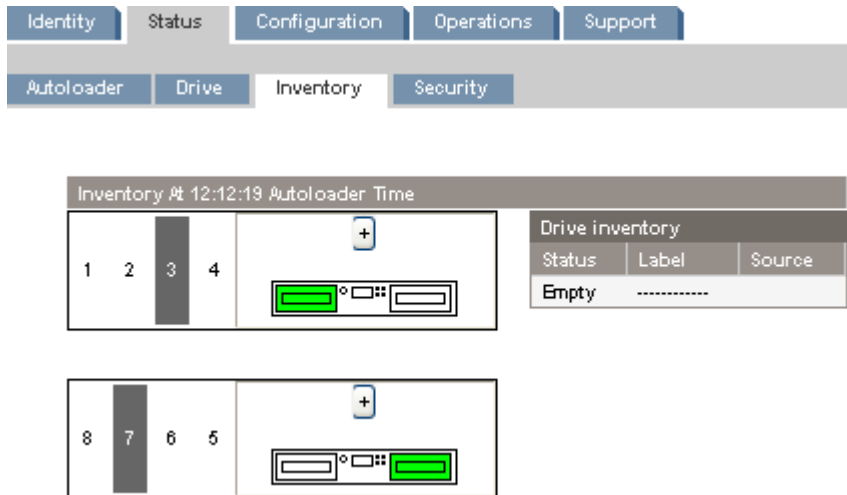 Identity Status Configuration Operations Support
Autoloader Drive Inventory Security
Inventory At 12:12:19 Autoloader Time
+
Drive inventory
Status Label Source
1 2 3 4
Empty ------------
+
8 7 6 5